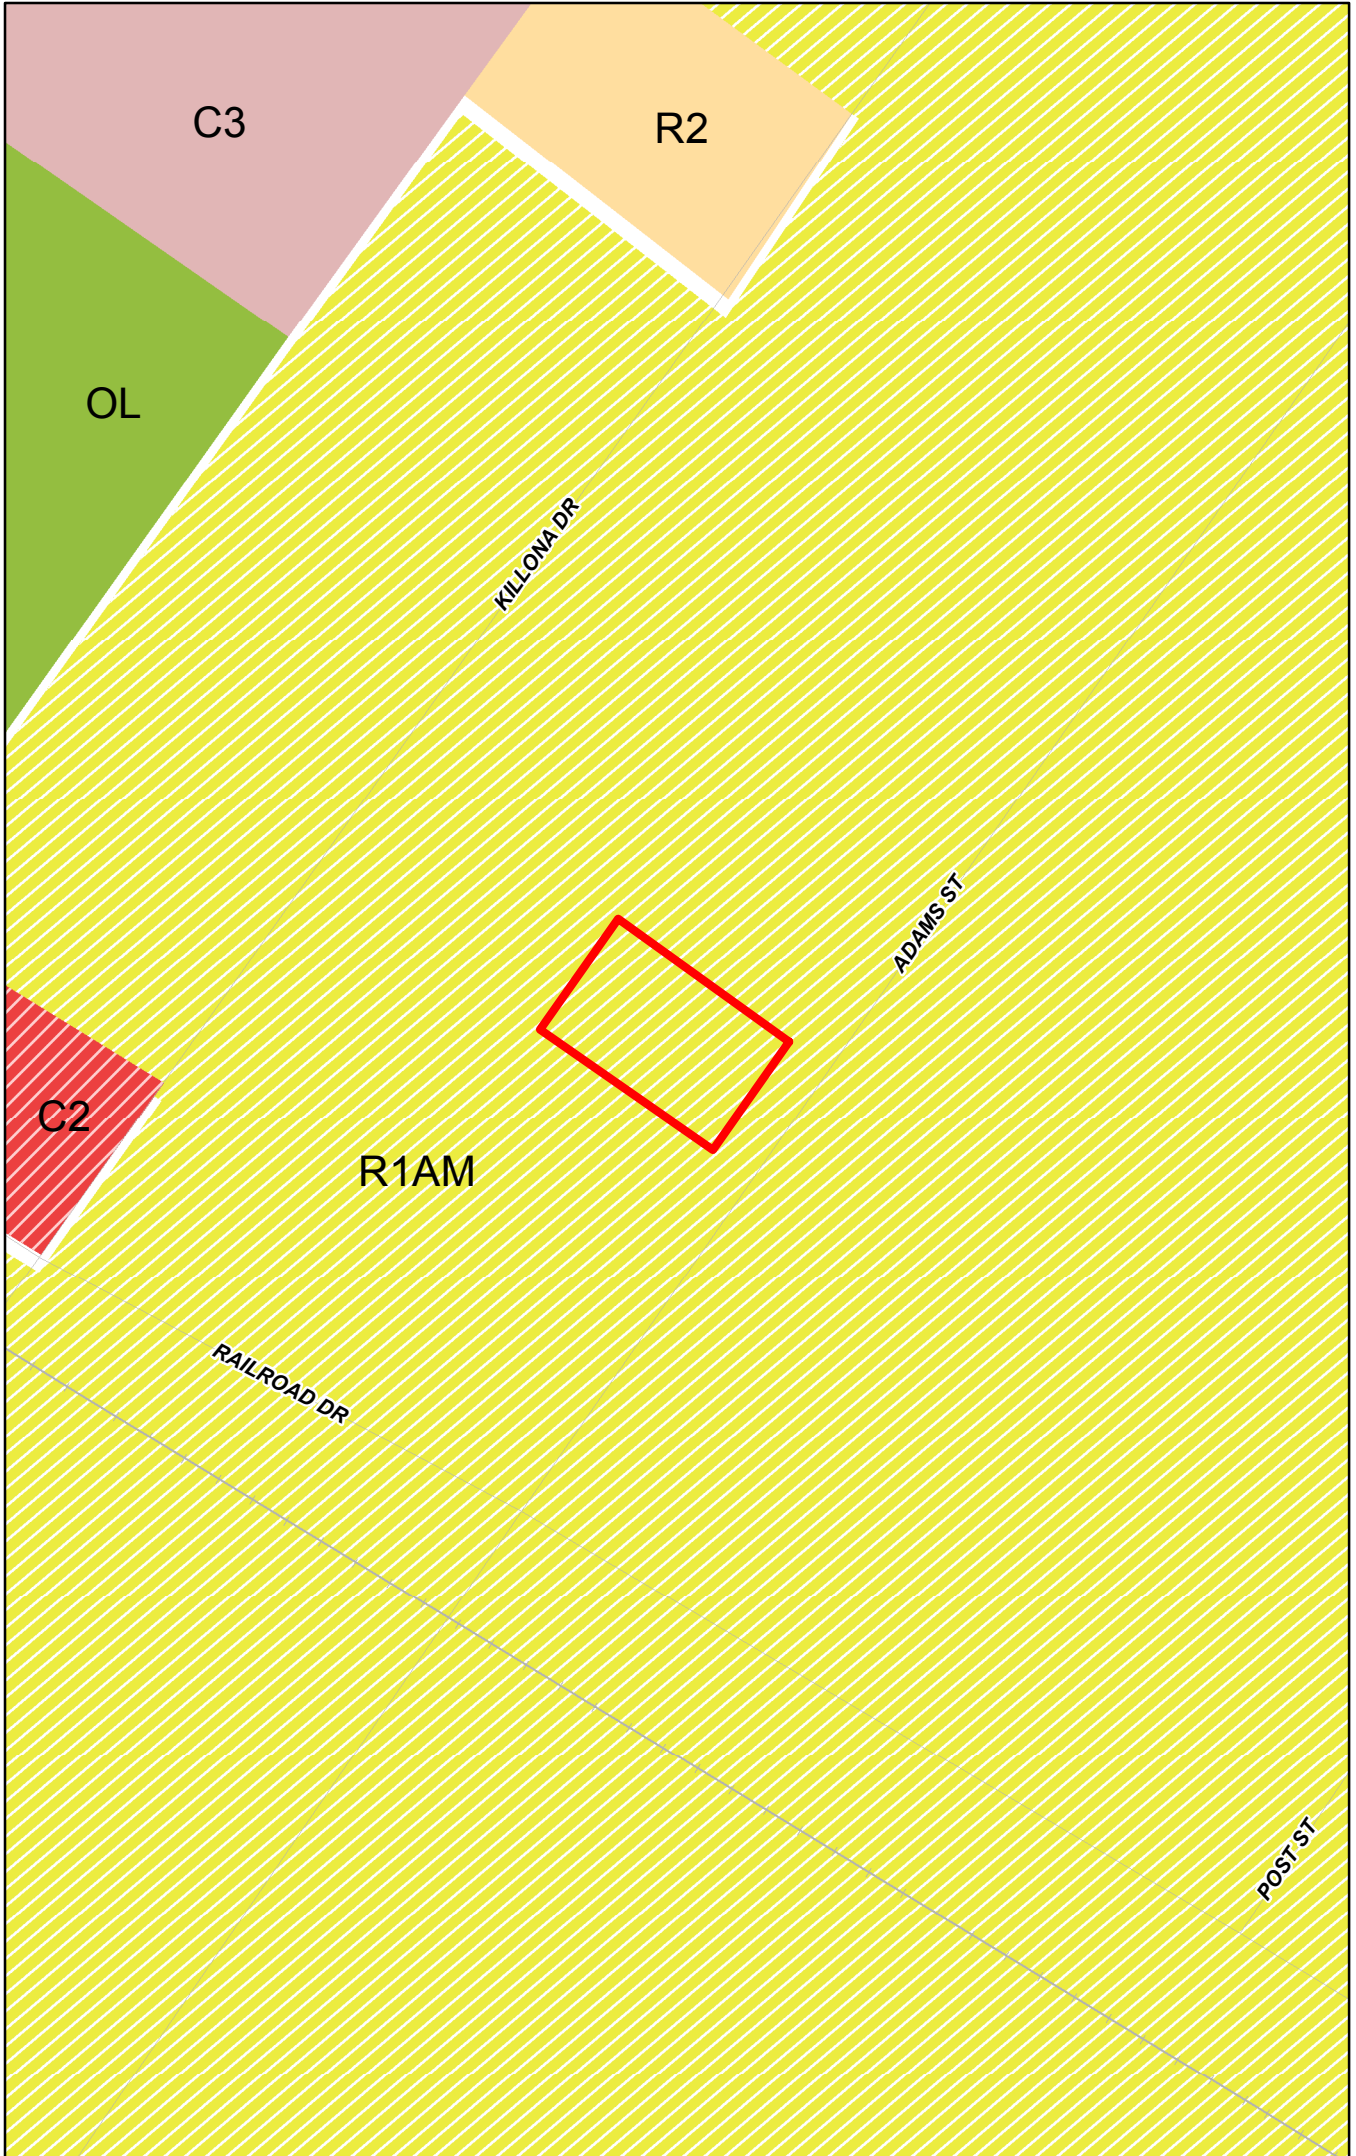 C3
R2
OL
KILLONA DR
ADAMS ST
C2
R1AM
RAILROAD DR
POST ST